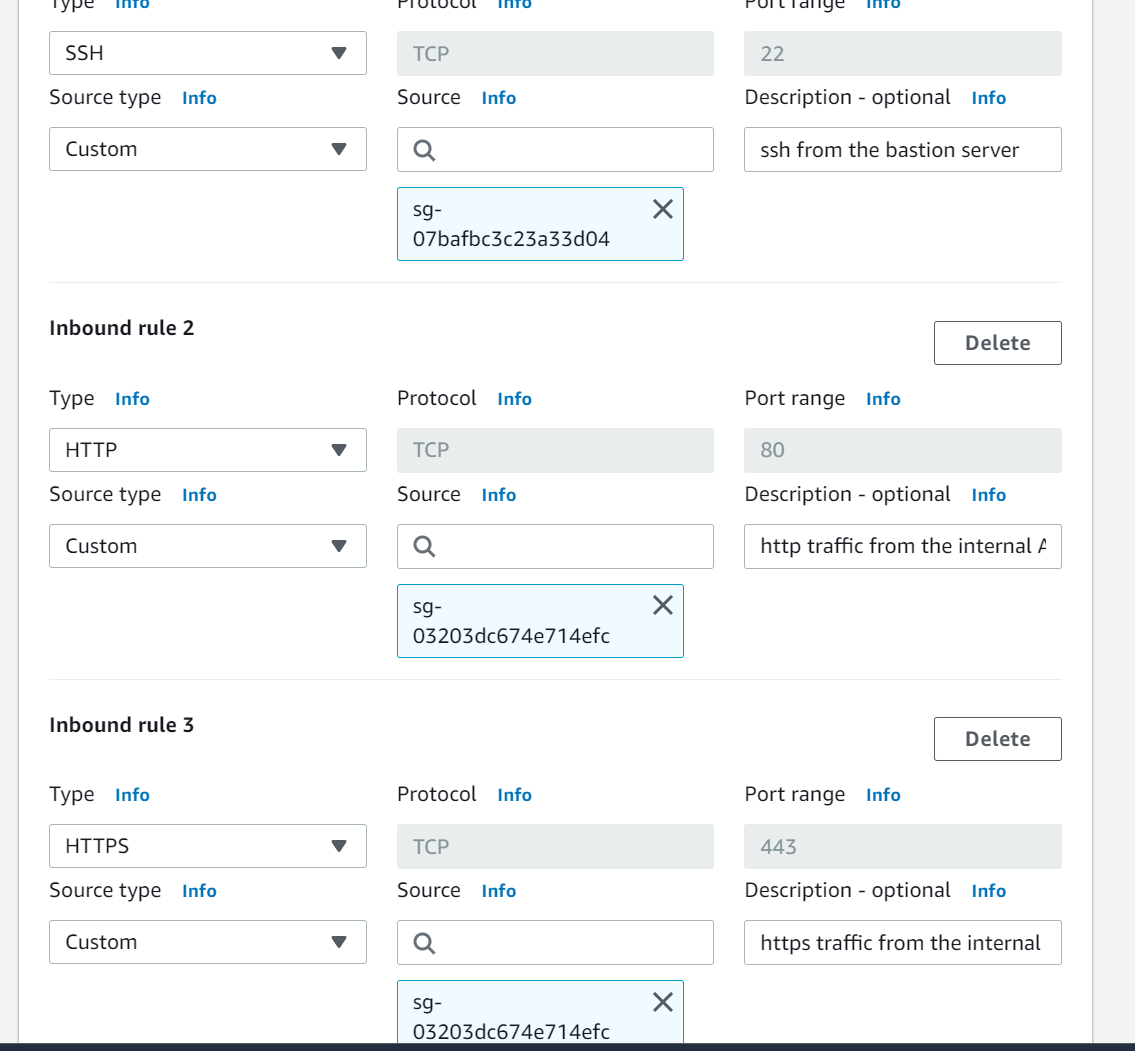 Type Info Protocol Info Port range Info
SSH TCP 22
Source type Info Source Info Description - optional Info
Custom ssh from the bastion server
sg-
07bafbc3c23a33d04
Inbound rule 2
Delete
Type Info Protocol Info Port range Info
HTTP TCP 80
Source type Info Source Info Description - optional Info
Custom http traffic from the internal A
sg-
03203dc674e714efc
Inbound rule 3
Delete
Type Info Protocol Info Port range Info
HTTPS TCP 443
Source type Info Source Info Description - optional Info
Custom https traffic from the internal
sg-
03203dc674e714efc